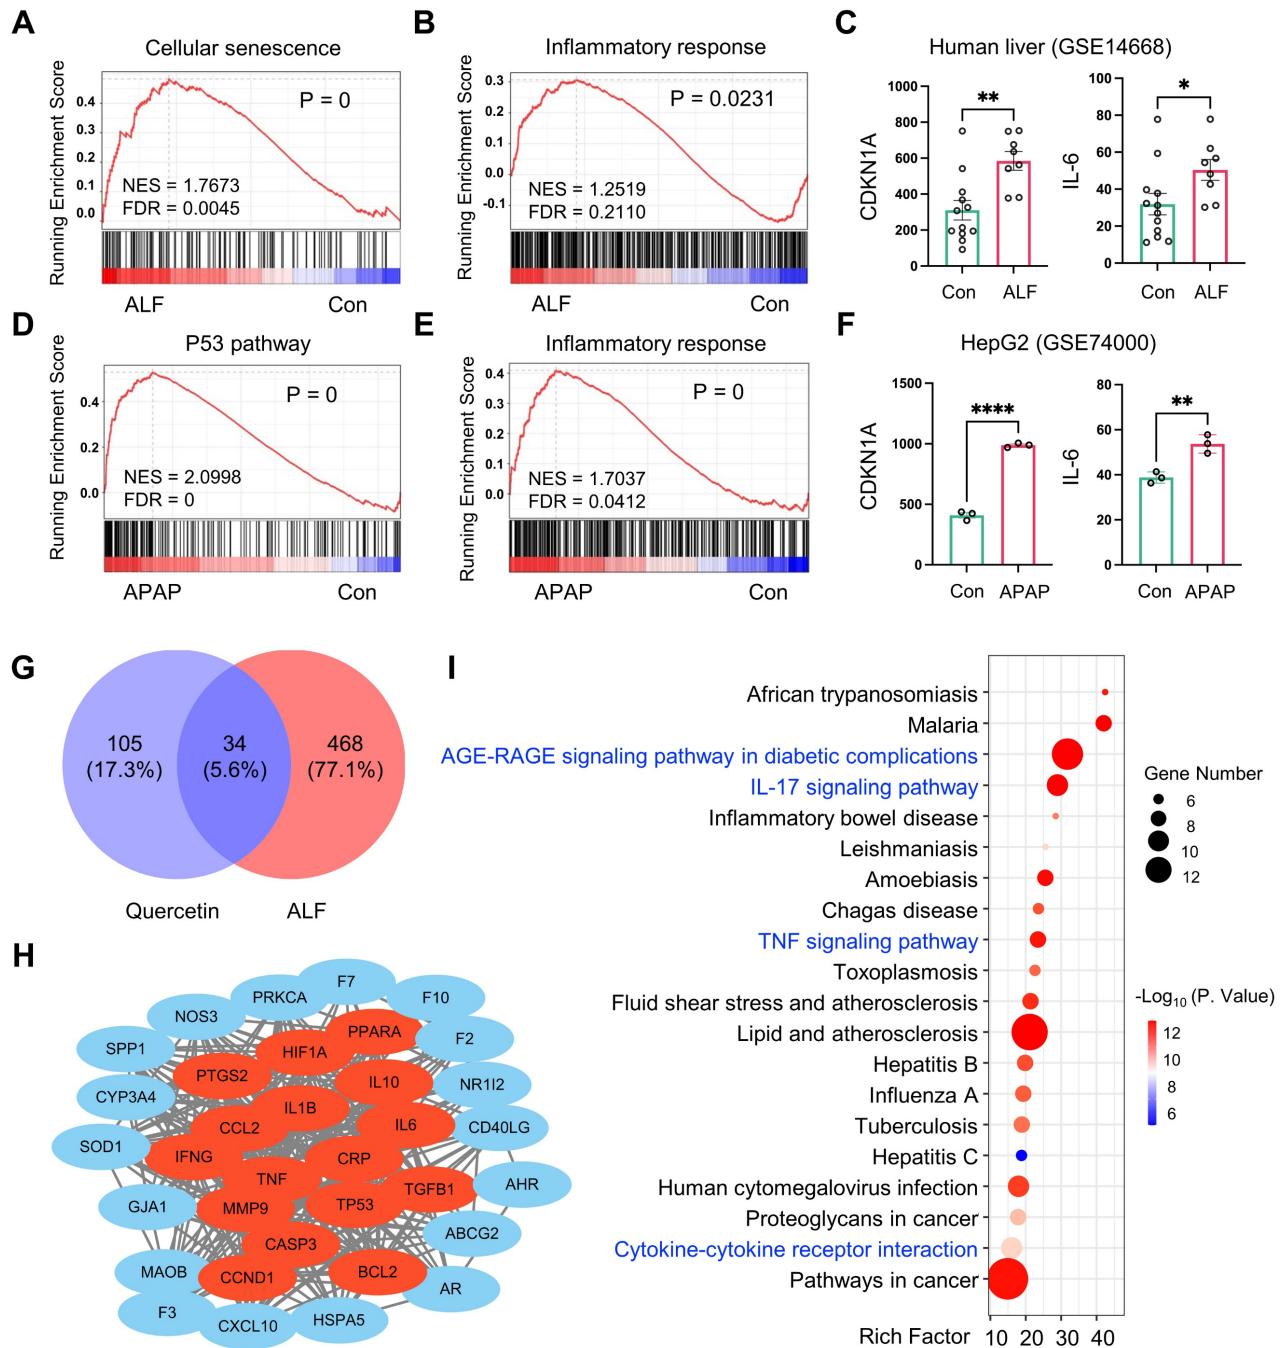 A
Cellular senescence
Running Enrichment Score
0.4
0.3
0.2
0.1
0.0
P = 0
NES = 1.7673
FDR = 0.0045
ALF
Con
B
Inflammatory response
Running Enrichment Score
0.3
0.2
0.1
0.0
-0.1
P = 0.0231
NES = 1.2519
FDR = 0.2110
ALF
Con
C
Human liver (GSE14668)
CDKN1A
1000
800
600
400
200
0
**
Con
ALF
IL-6
100
80
60
40
20
0
*
Con
ALF
D
P53 pathway
Running Enrichment Score
0.4
0.2
0.0
P = 0
NES = 2.0998
FDR = 0
APAP
Con
E
Inflammatory response
Running Enrichment Score
0.4
0.3
0.2
0.1
0.0
P = 0
NES = 1.7037
FDR = 0.0412
APAP
Con
F
HepG2 (GSE74000)
CDKN1A
1500
1000
500
0
****
Con
APAP
IL-6
80
60
40
20
0
**
Con
APAP
G
105
(17.3%)
34
(5.6%)
468
(77.1%)
Quercetin
ALF
H
F7
PRKCA
F10
NOS3
PPARA
F2
SPP1
HIF1A
PTGS2
IL10
NR1I2
CYP3A4
IL1B
CCL2
IL6
CD40LG
SOD1
IFNG
CRP
TNF
TGFB1
AHR
GJA1
MMP9
TP53
ABCG2
CASP3
MAOB
CCND1
BCL2
AR
F3
CXCL10
HSPA5
I
African trypanosomiasis
Malaria
AGE-RAGE signaling pathway in diabetic complications
IL-17 signaling pathway
Inflammatory bowel disease
Leishmaniasis
Amoebiasis
Chagas disease
TNF signaling pathway
Toxoplasmosis
Fluid shear stress and atherosclerosis
Lipid and atherosclerosis
Hepatitis B
Influenza A
Tuberculosis
Hepatitis C
Human cytomegalovirus infection
Proteoglycans in cancer
Cytokine-cytokine receptor interaction
Pathways in cancer
Rich Factor
10
20
30
40
Gene Number
6
8
10
12
-Log10 (P. Value)
12
10
8
6